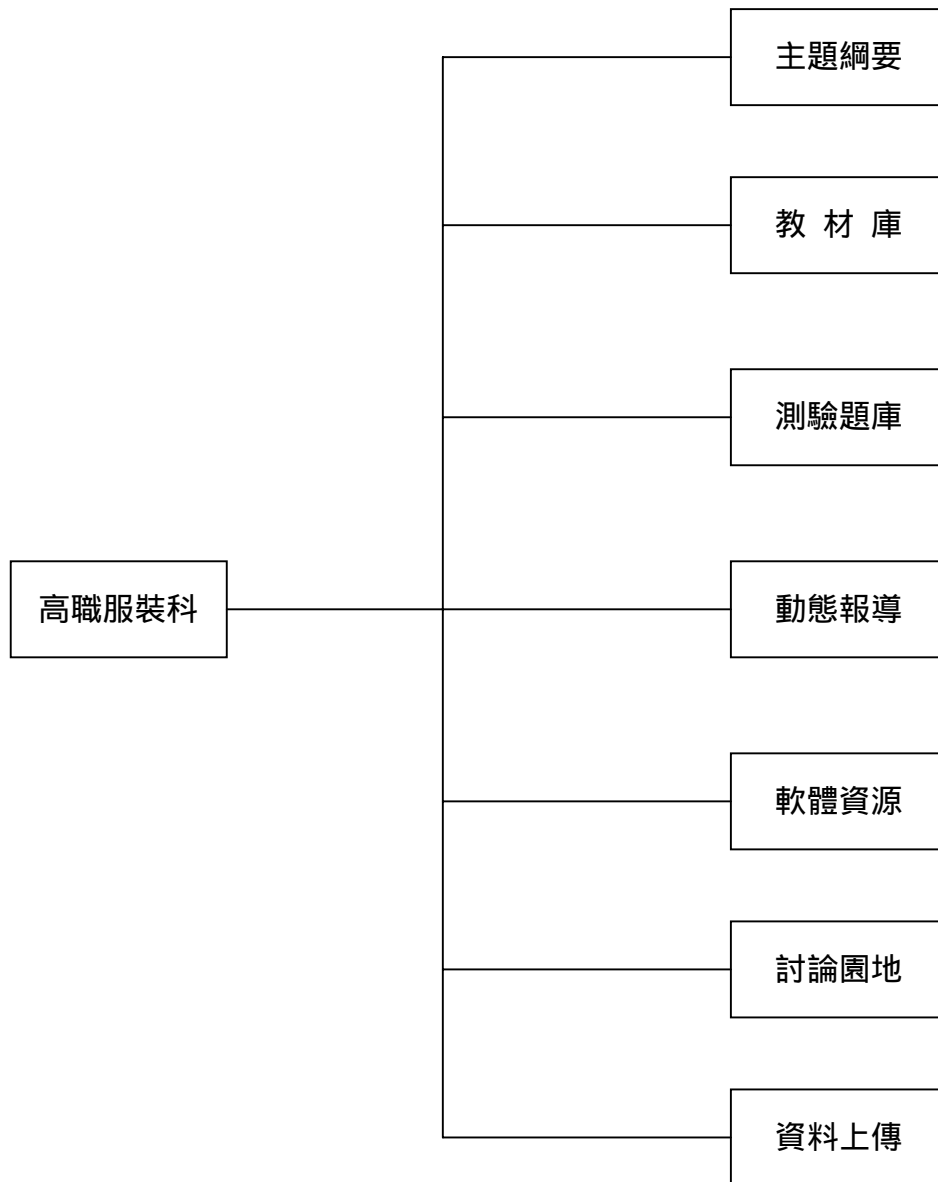 主題綱要
教 材 庫
測驗題庫
高職服裝科
動態報導
軟體資源
討論園地
資料上傳